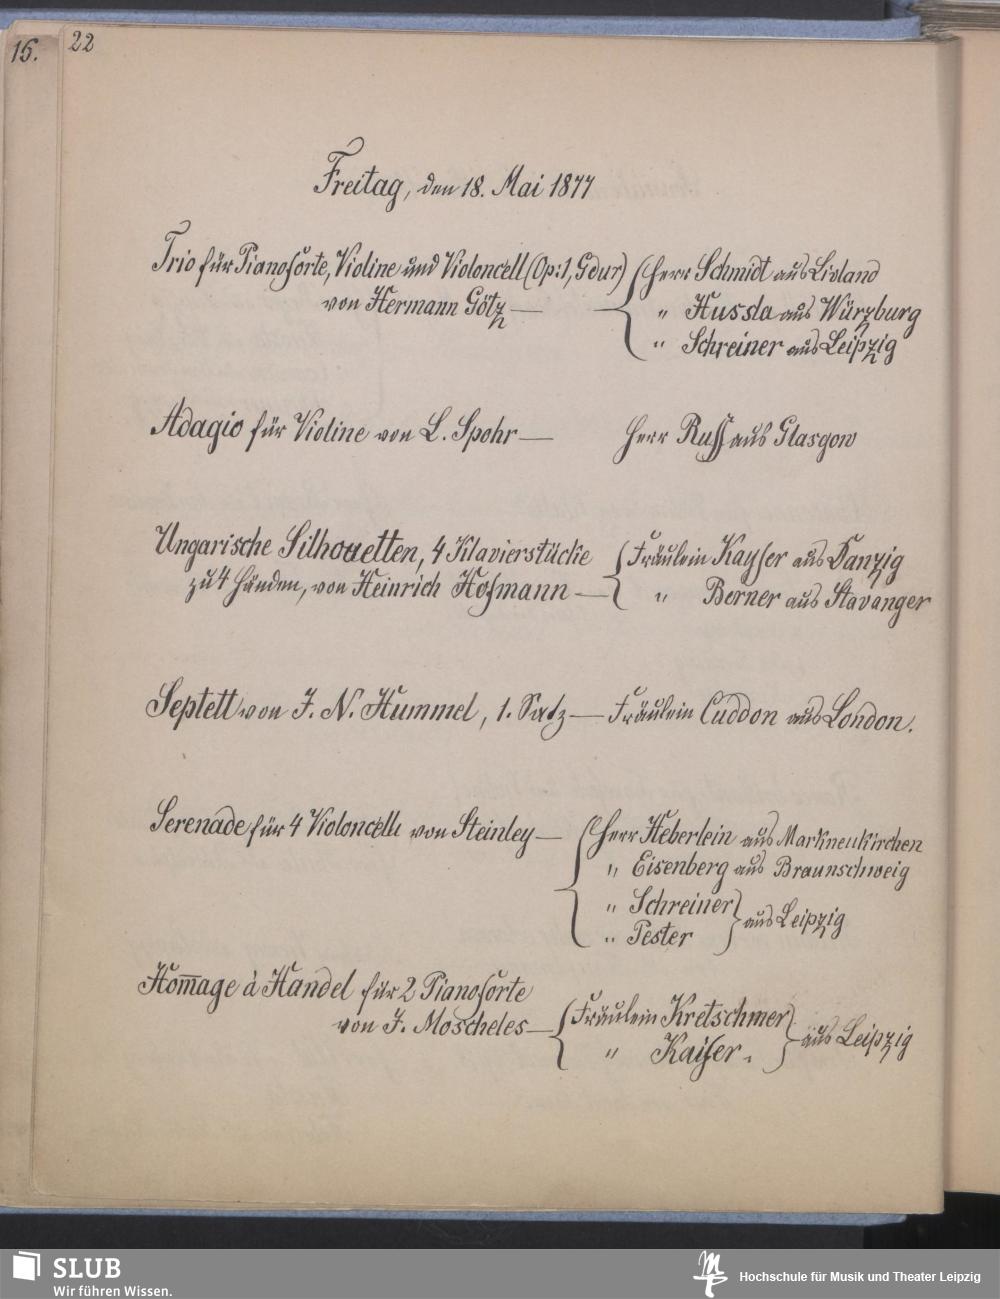 15.
22
Freitag, den 18. Mai 1877
Trio für Pianoforte, Violine und Violoncell (Op: 1, Gdur) Herr Schmidt aus Livland
von Hermann Götz — " Hussla aus Würzburg
" Schreiner aus Leipzig
Adagio für Violine von L. Spohr — Herr Ruß aus Glasgow
Ungarische Silhouetten, 4 Klavierstücke Fräulein Kayser aus Danzig
zu 4 Händen, von Heinrich Hofmann — " Berner aus Stavanger
Septett von J. N. Hummel, 1. Satz — Fräulein Cuddon aus London.
Serenade für 4 Violoncelli von Steinley — Herr Heberlein aus Markneukirchen
" Eisenberg aus Braunschweig
" Schreiner aus Leipzig
" Pester
Hom̅age à Handel für 2 Pianoforte
von J. Moscheles — Fräulein Kretschmer aus Leipzig
" Kaiser.
SLUB
Wir führen Wissen.
Hochschule für Musik und Theater Leipzig